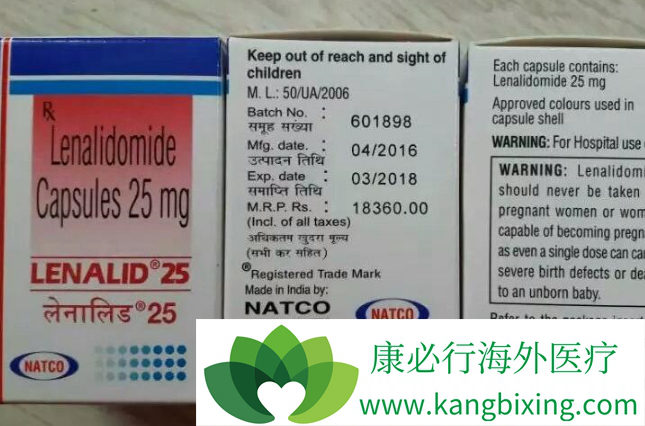 Rx
Lenalidomide
Capsules 25 mg
LENALID® 25
लेनालिड® 25
NATCO
Keep out of reach and sight of
children
M. L.: 50/UA/2006
Batch No. :
समूह सख्या
601898
Mfg. date. :
उत्पादन तिथि
04/2016
Exp. date :
समाप्ति तिथि
03/2018
M.R.P. Rs. : 18360.00
(Incl. of all taxes)
अधिकतम खुदरा मूल्य
(सभी कर सहित)
®Registered Trade Mark
Made in India by:
NATCO
NATCO
Each capsule contains:
Lenalidomide 25 mg
Approved colours used in
capsule shell
WARNING: For Hospital use
WARNING: Lenalidomi
should never be taken
pregnant women or wom
capable of becoming pregn
as even a single dose can ca
severe birth defects or de
to an unborn baby.
康必行海外医疗
www.kangbixing.com